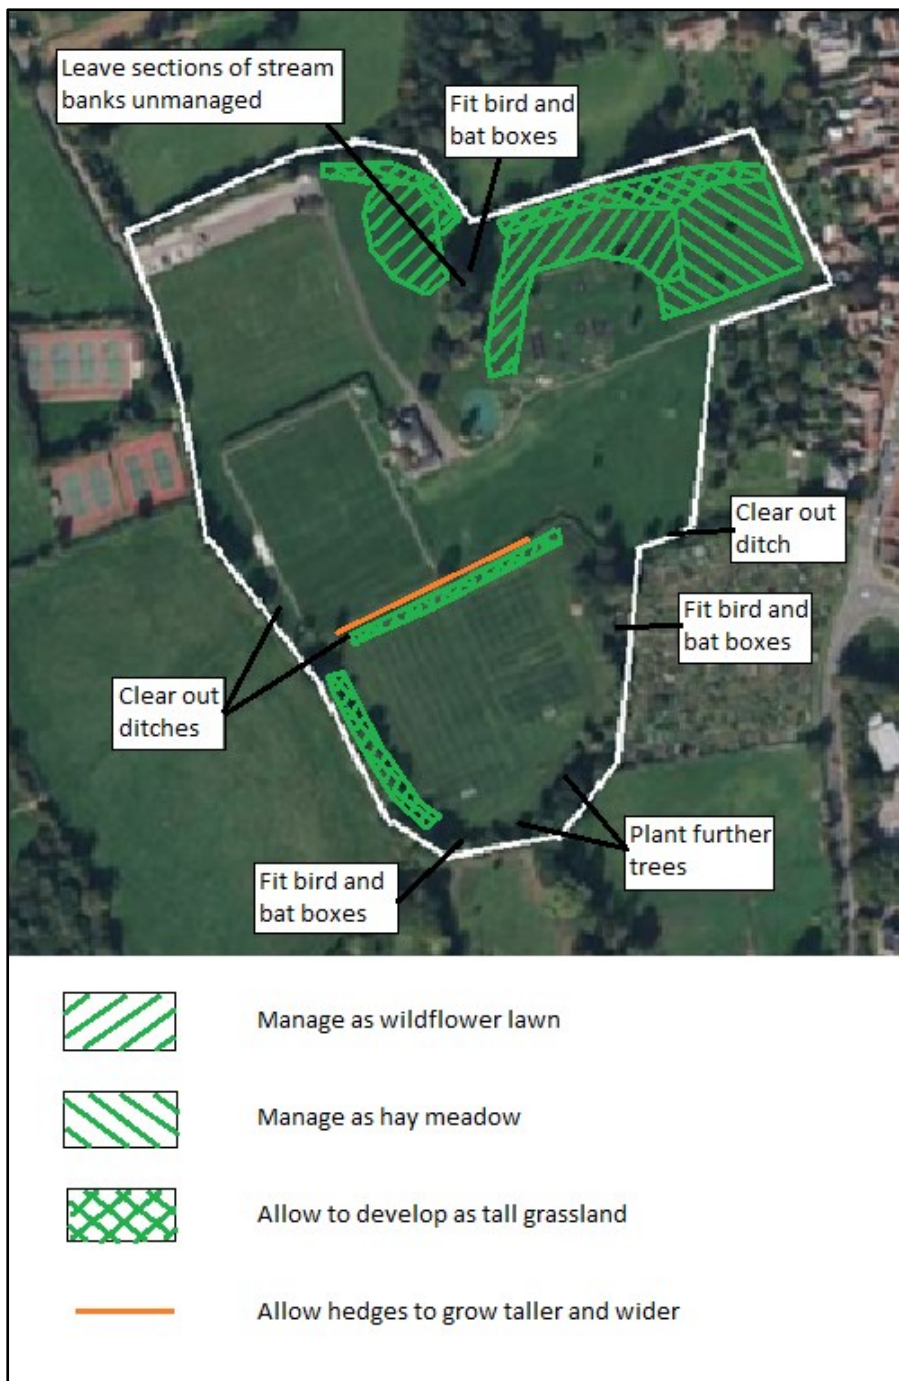 Leave sections of stream
banks unmanaged
Fit bird and
bat boxes
Clear out
ditch
Fit bird and
bat boxes
Clear out
ditches
Plant further
trees
Fit bird and
bat boxes
Manage as wildflower lawn
Manage as hay meadow
Allow to develop as tall grassland
Allow hedges to grow taller and wider